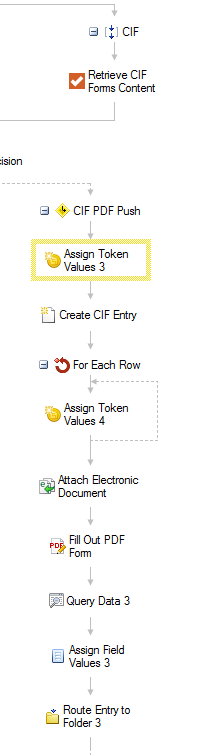 CIF
Retrieve CIF
Forms Content
cision
CIF PDF Push
Assign Token
Values 3
Create CIF Entry
For Each Row
Assign Token
Values 4
Attach Electronic
Document
PDF
Fill Out PDF
Form
Query Data 3
Assign Field
Values 3
Route Entry to
Folder 3